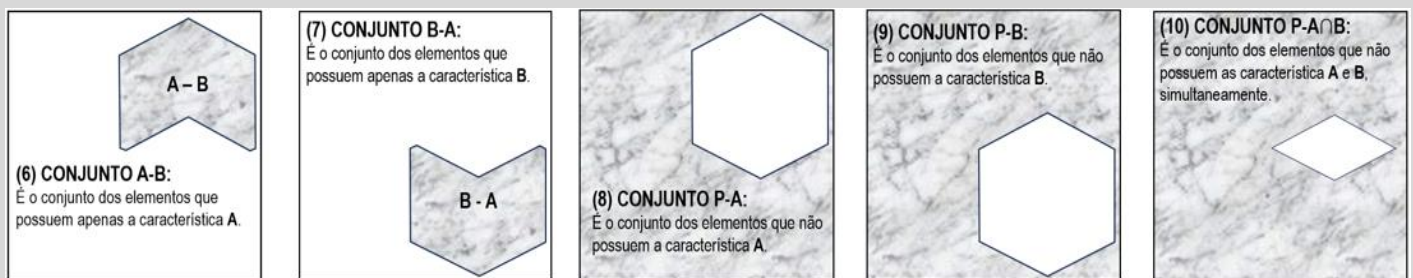 A – B
(6) CONJUNTO A-B:
É o conjunto dos elementos que
possuem apenas a característica A.
(7) CONJUNTO B-A:
É o conjunto dos elementos que
possuem apenas a característica B.
B - A
(8) CONJUNTO P-A:
É o conjunto dos elementos que não
possuem a característica A.
(9) CONJUNTO P-B:
É o conjunto dos elementos que não
possuem a característica B.
(10) CONJUNTO P-A∩B:
É o conjunto dos elementos que não
possuem as característica A e B,
simultaneamente.